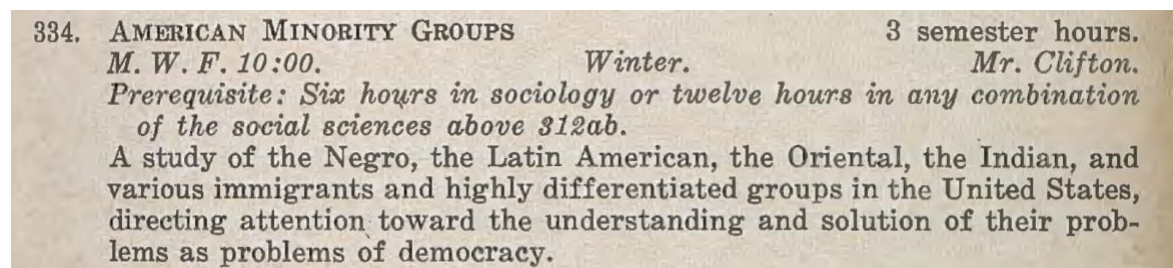 334. AMERICAN MINORITY GROUPS 3 semester hours.
M. W. F. 10:00. Winter. Mr. Clifton.
Prerequisite: Six hours in sociology or twelve hours in any combination
of the social sciences above 312ab.
A study of the Negro, the Latin American, the Oriental, the Indian, and
various immigrants and highly differentiated groups in the United States,
directing attention toward the understanding and solution of their prob-
lems as problems of democracy.